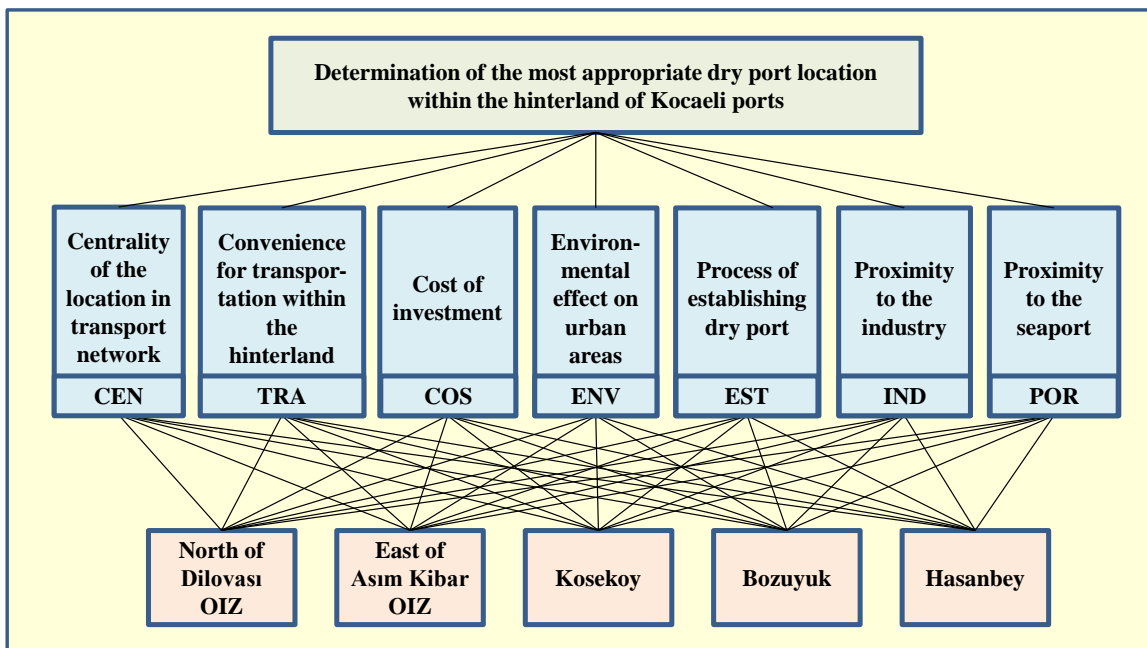 Determination of the most appropriate dry port location
within the hinterland of Kocaeli ports
Centrality
of the
location in
transport
network
CEN
Convenience
for transpor-
tation within
the
hinterland
TRA
Cost of
investment
COS
Environ-
mental
effect on
urban
areas
ENV
Process of
establishing
dry port
EST
Proximity
to the
industry
IND
Proximity
to the
seaport
POR
North of
Dilovası
OIZ
East of
Asım Kibar
OIZ
Kosekoy
Bozuyuk
Hasanbey